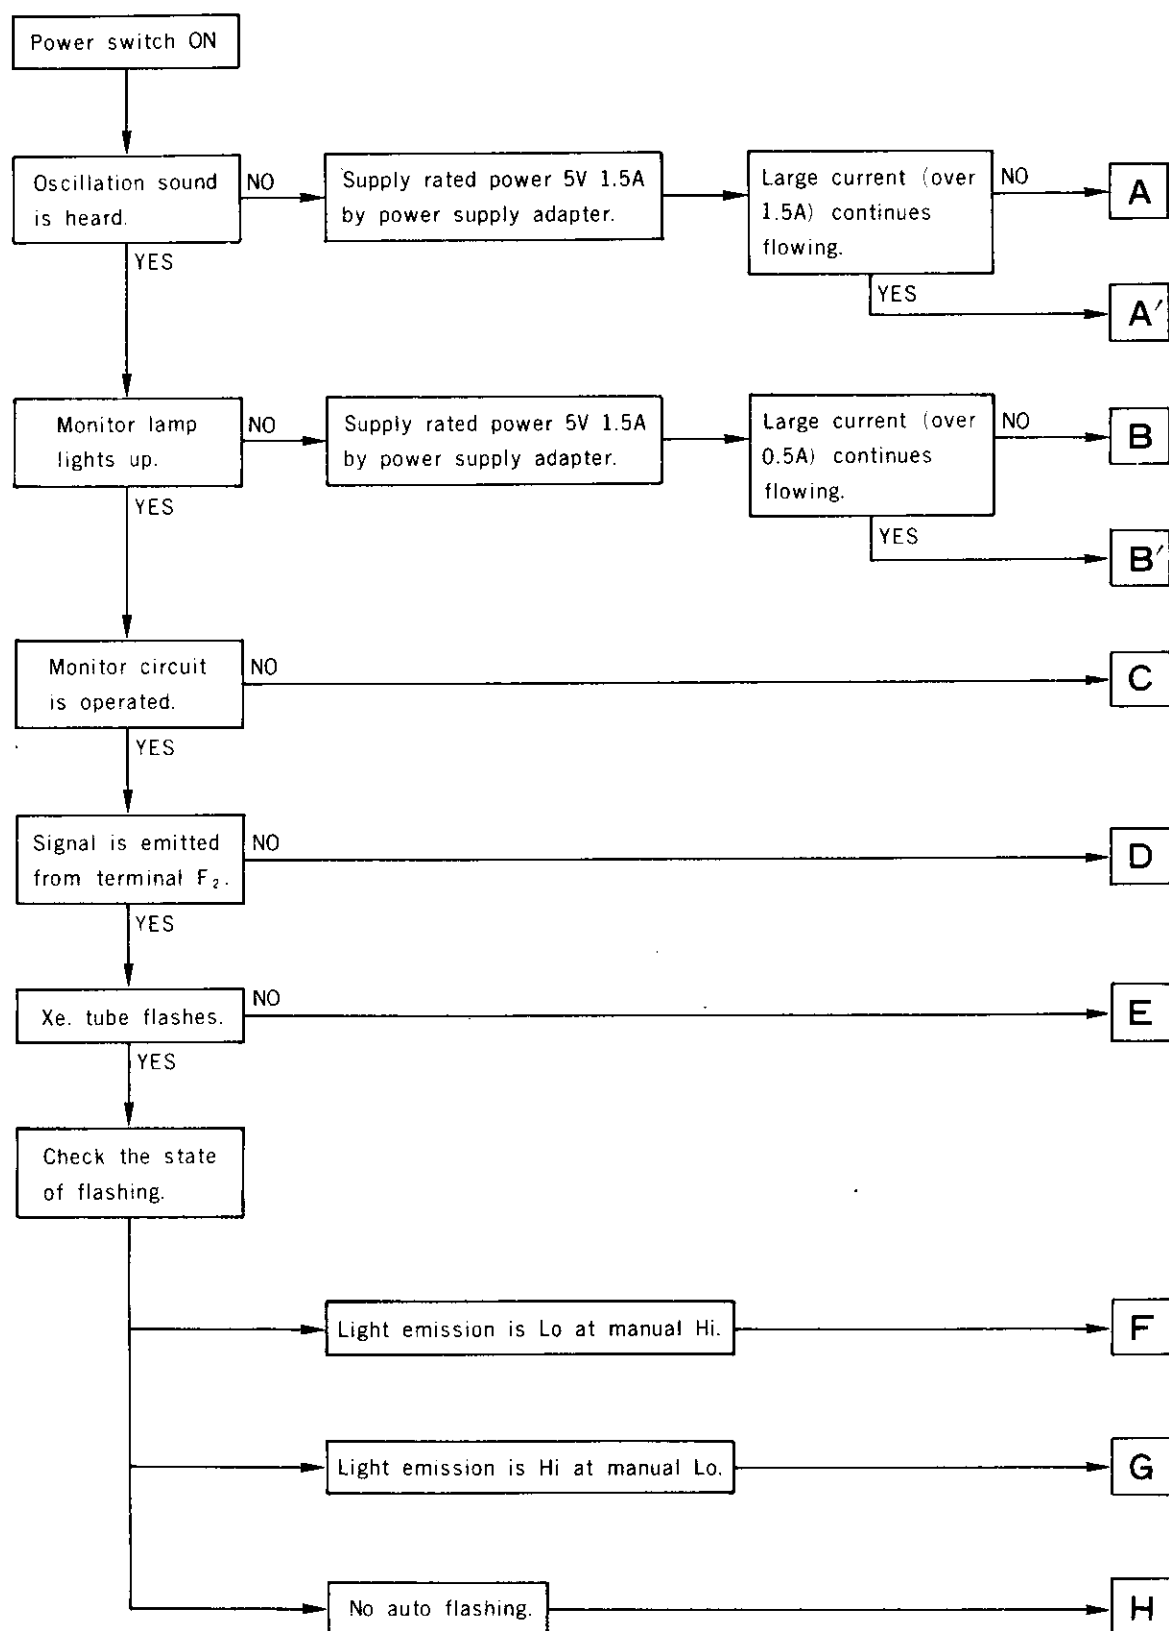 Power switch ON
Oscillation sound
is heard.
NO
Supply rated power 5V 1.5A
by power supply adapter.
Large current (over
1.5A) continues
flowing.
NO
A
YES
YES
A′
Monitor lamp
lights up.
NO
Supply rated power 5V 1.5A
by power supply adapter.
Large current (over
0.5A) continues
flowing.
NO
B
YES
YES
B′
Monitor circuit
is operated.
NO
C
YES
Signal is emitted
from terminal F₂.
NO
D
YES
Xe. tube flashes.
NO
E
YES
Check the state
of flashing.
Light emission is Lo at manual Hi.
F
Light emission is Hi at manual Lo.
G
No auto flashing.
H